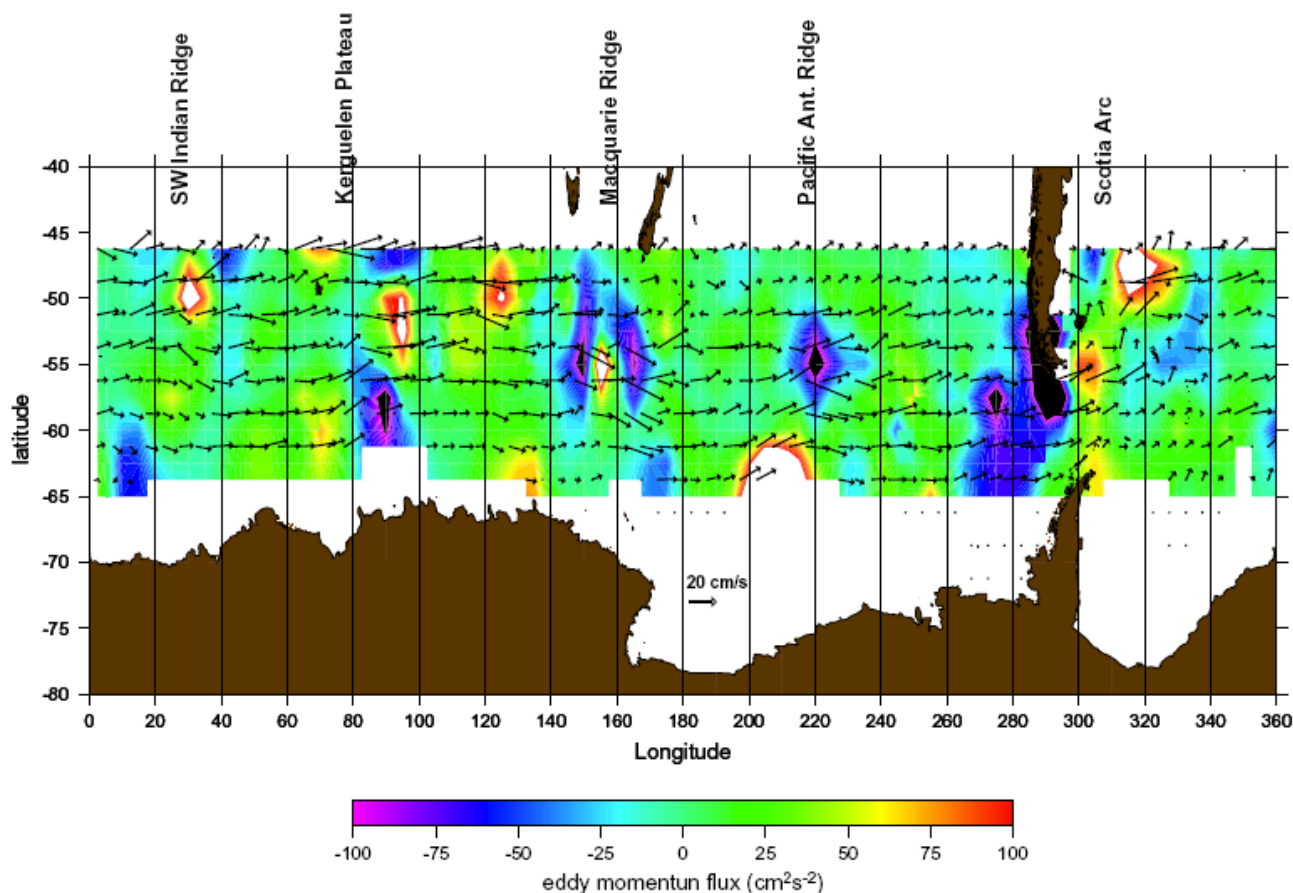 SW Indian Ridge
Kerguelen Plateau
Macquarie Ridge
Pacific Ant. Ridge
Scotia Arc
-40
-45
-50
-55
-60
-65
-70
-75
-80
latitude
20 cm/s
0 20 40 60 80 100 120 140 160 180 200 220 240 260 280 300 320 340 360
Longitude
-100 -75 -50 -25 0 25 50 75 100
eddy momentun flux (cm²s⁻²)